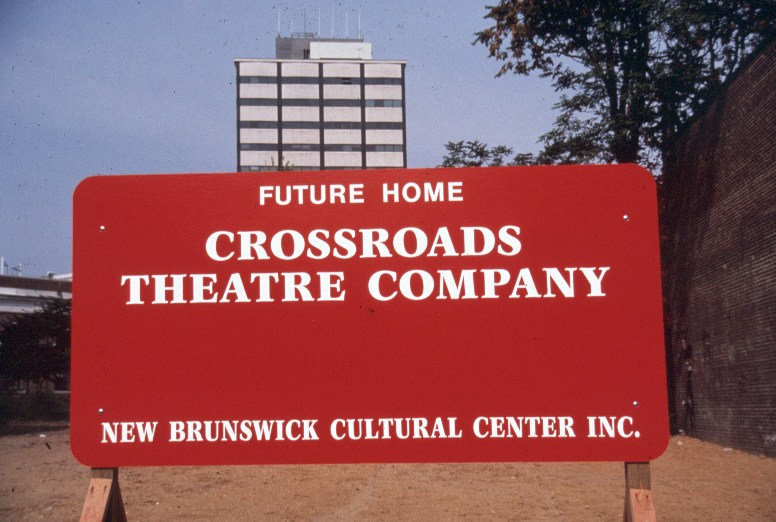 FUTURE HOME
CROSSROADS
THEATRE COMPANY
NEW BRUNSWICK CULTURAL CENTER INC.